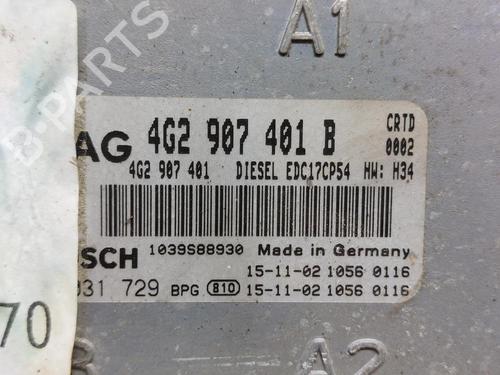 A1
AG 4G2 907 401 B CRTD
0002
4G2 907 401 DIESEL EDC17CP54 HW: H34
SCH 1039S88930 Made in Germany
15-11-02 1056 0116
031 729 BPG 810 15-11-02 1056 0116
70
A2
B-PARTS